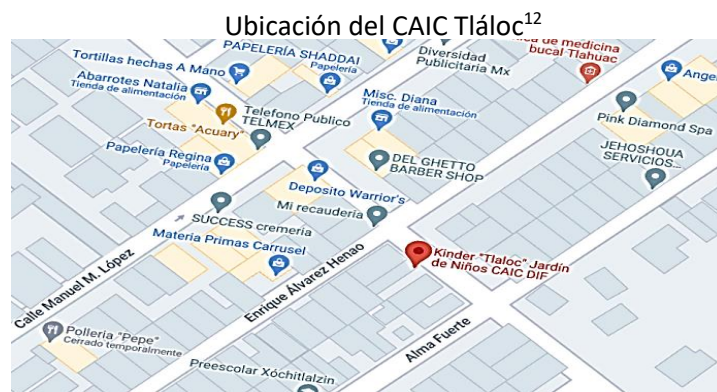 Ubicación del CAIC Tláloc12
de medicina
bucal Tlahuac
Tortillas hechas A Mano
PAPELERÍA SHADDAI
Papelería
Diversidad
Publicitaria Mx
Abarrotes Natalia
Tienda de alimentación
Misc. Diana
Tienda de alimentación
Ange
Telefono Publico
TELMEX
Tortas "Acuary"
Pink Diamond Spa
Papelería Regina
Papelería
DEL GHETTO
BARBER SHOP
JEHOSHOUA
SERVICIOS...
Deposito Warrior's
Mi recaudería
SUCCESS cremeria
Materia Primas Carrusel
Kinder "Tlaloc" Jardín
de Niños CAIC DIF
Calle Manuel M. López
Enrique Álvarez Henao
Alma Fuerte
Polleria "Pepe"
Cerrado temporalmente
Preescolar Xóchitlalzin